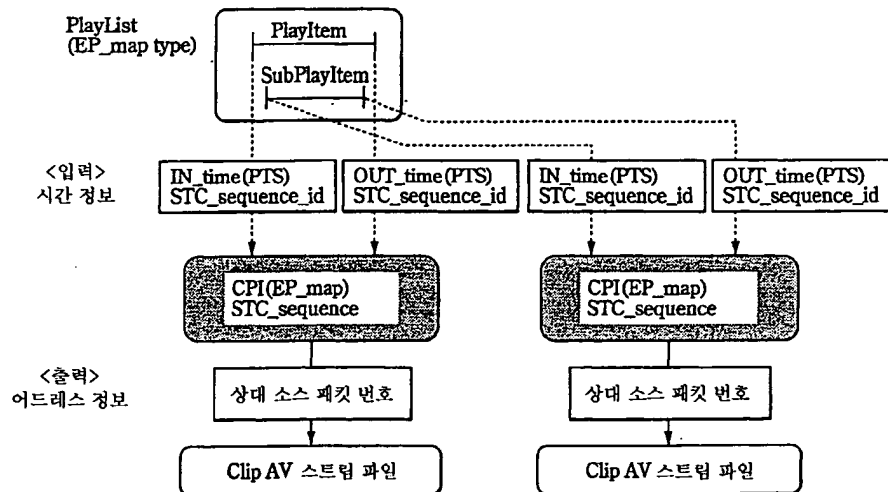 PlayList
(EP_map type)
PlayItem
SubPlayItem
<입력>
시간 정보
IN_time(PTS)
STC_sequence_id
OUT_time(PTS)
STC_sequence_id
IN_time(PTS)
STC_sequence_id
OUT_time(PTS)
STC_sequence_id
CPI(EP_map)
STC_sequence
CPI(EP_map)
STC_sequence
<출력>
어드레스 정보
상대 소스 패킷 번호
상대 소스 패킷 번호
Clip AV 스트림 파일
Clip AV 스트림 파일